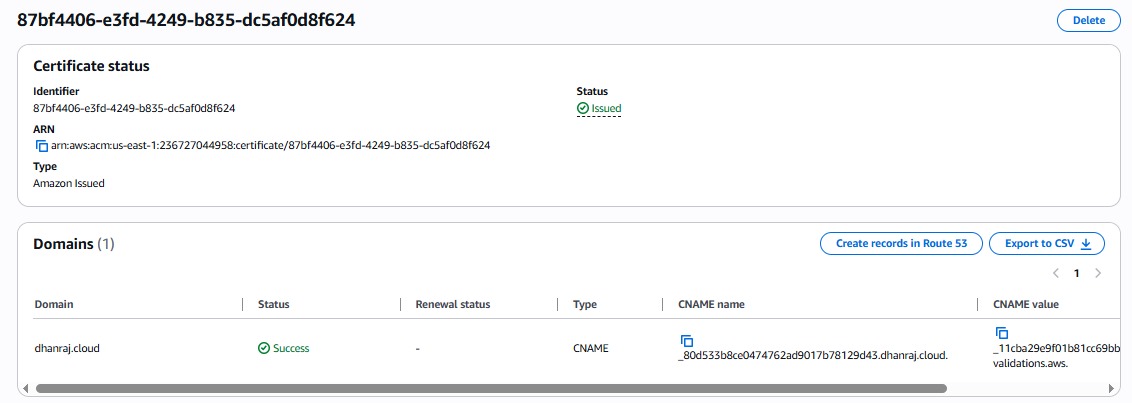 87bf4406-e3fd-4249-b835-dc5af0d8f624
Delete
Certificate status
Identifier
87bf4406-e3fd-4249-b835-dc5af0d8f624
Status
Issued
ARN
arn:aws:acm:us-east-1:236727044958:certificate/87bf4406-e3fd-4249-b835-dc5af0d8f624
Type
Amazon Issued
Domains (1)
Create records in Route 53
Export to CSV
1
Domain Status Renewal status Type CNAME name CNAME value
dhanraj.cloud Success - CNAME
_80d533b8ce0474762ad9017b78129d43.dhanraj.cloud.
_11cba29e9f01b81cc69bb
validations.aws.